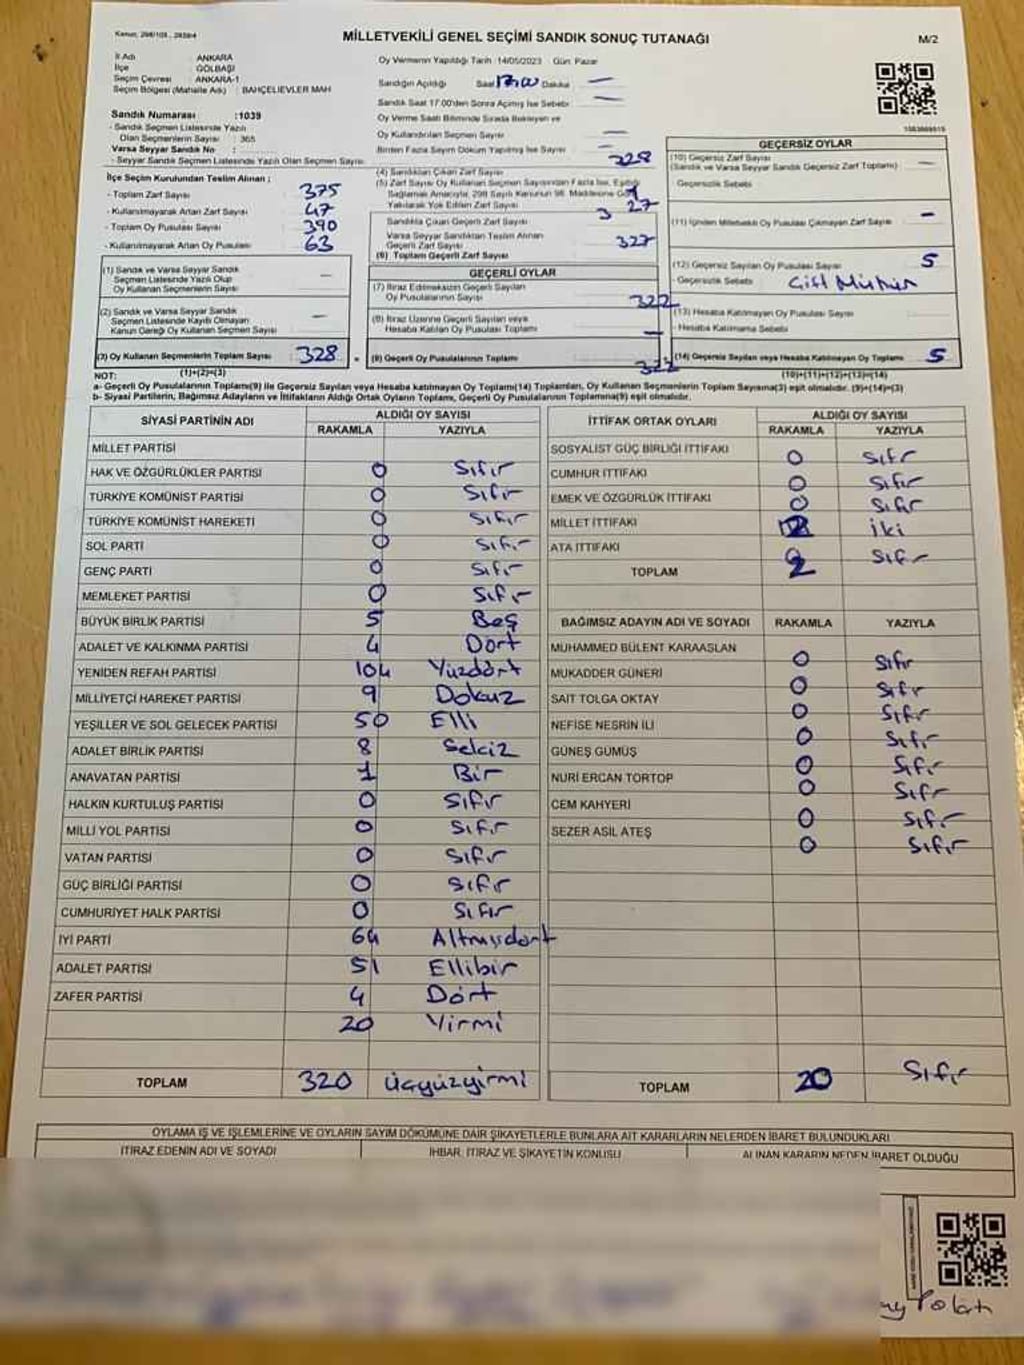 Kanun: 298/105 , 2839/4
MİLLETVEKİLİ GENEL SEÇİMİ SANDIK SONUÇ TUTANAĞI
M/2
İl Adı : ANKARA
İlçe : GÖLBAŞI
Seçim Çevresi : ANKARA-1
Seçim Bölgesi (Mahalle Adı) : BAHÇELİEVLER MAH
Sandık Numarası :1039
- Sandık Seçmen Listesinde Yazılı
Olan Seçmenlerin Sayısı : 365
Varsa Seyyar Sandık No :
- Seyyar Sandık Seçmen Listesinde Yazılı Olan Seçmen Sayısı:
Oy Vermenin Yapıldığı Tarih :14/05/2023 Gün: Pazar
Sandığın Açıldığı Saat Dakika —
Sandık Saat 17.00'den Sonra Açılmış İse Sebebi —
Oy Verme Saati Bitiminde Sırada Bekleyen ve
Oy Kullandırılan Seçmen Sayısı —
Birden Fazla Sayım Döküm Yapılmış İse Sayısı —
İlçe Seçim Kurulundan Teslim Alınan ;
- Toplam Zarf Sayısı 375
- Kullanılmayarak Artan Zarf Sayısı 47
- Toplam Oy Pusulası 390
- Kullanılmayarak Artan Oy Pusulası 63
(1) Sandık ve Varsa Seyyar Sandık
Seçmen Listesinde Yazılı Olup
Oy Kullanan Seçmenlerin Sayısı —
(2) Sandık ve Varsa Seyyar Sandık
Seçmen Listesinde Kayıtlı Olmayan
Kanun Gereği Oy Kullanan Seçmen Sayısı —
(3) Oy Kullanan Seçmenlerin Toplam Sayısı 328
(1)+(2)=(3)
(4) Sandıktan Çıkan Zarf Sayısı 328
(5) Zarf Sayısı Oy Kullanan Seçmen Sayısından Fazla İse, Eşitliği
Sağlamak Amacıyla, 298 Sayılı Kanunun 98. Maddesine Göre
Yakılarak Yok Edilen Zarf Sayısı
Sandıkta Çıkan Geçerli Zarf Sayısı 327
Varsa Seyyar Sandıktan Teslim Alınan
Geçerli Zarf Sayısı
(6) Toplam Geçerli Zarf Sayısı 327
GEÇERLİ OYLAR
(7) İtiraz Edilmeksizin Geçerli Sayılan
Oy Pusulalarının Sayısı 322
(8) İtiraz Üzerine Geçerli Sayılan veya
Hesaba Katılan Oy Pusulası Toplamı —
(9) Geçerli Oy Pusulalarının Toplamı 322
GEÇERSİZ OYLAR
(10) Geçersiz Zarf Sayısı
(Sandık ve Varsa Seyyar Sandık Geçersiz Zarf Toplamı) —
Geçersizlik Sebebi
(11) İçinden Milletvekili Oy Pusulası Çıkmayan Zarf Sayısı —
(12) Geçersiz Sayılan Oy Pusulası Sayısı 5
- Geçersizlik Sebebi Çift Mühür
(13) Hesaba Katılmayan Oy Pusulası Sayısı
- Hesaba Katılmama Sebebi
(14) Geçersiz Sayılan veya Hesaba Katılmayan Oy Toplamı 5
(10)+(11)+(12)+(13)=(14)
NOT:
a- Geçerli Oy Pusulalarının Toplamı(9) ile Geçersiz Sayılan veya Hesaba katılmayan Oy Toplamı(14) Toplamları, Oy Kullanan Seçmenlerin Toplam Sayısına(3) eşit olmalıdır. (9)+(14)=(3)
b- Siyasi Partilerin, Bağımsız Adayların ve İttifakların Aldığı Ortak Oyların Toplamı, Geçerli Oy Pusulalarının Toplamına(9) eşit olmalıdır.
SİYASİ PARTİNİN ADI
ALDIĞI OY SAYISI
RAKAMLA YAZIYLA
MİLLET PARTİSİ
HAK VE ÖZGÜRLÜKLER PARTİSİ 0 Sıfır
TÜRKİYE KOMÜNİST PARTİSİ 0 Sıfır
TÜRKİYE KOMÜNİST HAREKETİ 0 Sıfır
SOL PARTİ 0 Sıfır
GENÇ PARTİ 0 Sıfır
MEMLEKET PARTİSİ 0 Sıfır
BÜYÜK BİRLİK PARTİSİ 5 Beş
ADALET VE KALKINMA PARTİSİ 4 Dört
YENİDEN REFAH PARTİSİ 104 Yüzdört
MİLLİYETÇİ HAREKET PARTİSİ 9 Dokuz
YEŞİLLER VE SOL GELECEK PARTİSİ 50 Elli
ADALET BİRLİK PARTİSİ 8 Sekiz
ANAVATAN PARTİSİ 1 Bir
HALKIN KURTULUŞ PARTİSİ 0 Sıfır
MİLLİ YOL PARTİSİ 0 Sıfır
VATAN PARTİSİ 0 Sıfır
GÜÇ BİRLİĞİ PARTİSİ 0 Sıfır
CUMHURİYET HALK PARTİSİ 0 Sıfır
İYİ PARTİ 64 Altmışdört
ADALET PARTİSİ 51 Ellibir
ZAFER PARTİSİ 4 Dört
20 Yirmi
TOPLAM 320 Üçyüzyirmi
İTTİFAK ORTAK OYLARI
ALDIĞI OY SAYISI
RAKAMLA YAZIYLA
SOSYALİST GÜÇ BİRLİĞİ İTTİFAKI 0 Sıfır
CUMHUR İTTİFAKI 0 Sıfır
EMEK VE ÖZGÜRLÜK İTTİFAKI 0 Sıfır
MİLLET İTTİFAKI 2 İki
ATA İTTİFAKI Sıfır
TOPLAM 2
BAĞIMSIZ ADAYIN ADI VE SOYADI RAKAMLA YAZIYLA
MUHAMMED BÜLENT KARAASLAN 0 Sıfır
MUKADDER GÜNERİ 0 Sıfır
SAİT TOLGA OKTAY 0 Sıfır
NEFİSE NESRİN İLİ 0 Sıfır
GÜNEŞ GÜMÜŞ 0 Sıfır
NURİ ERCAN TORTOP 0 Sıfır
CEM KAHYERİ 0 Sıfır
SEZER ASIL ATEŞ 0 Sıfır
TOPLAM 20 Sıfır
OYLAMA İŞ VE İŞLEMLERİNE VE OYLARIN SAYIM DÖKÜMÜNE DAİR ŞİKAYETLERLE BUNLARA AİT KARARLARIN NELERDEN İBARET BULUNDUKLARI
İTİRAZ EDENİN ADI VE SOYADI
İHBAR, İTİRAZ VE ŞİKAYETİN KONUSU
ALINAN KARARIN NEDEN İBARET OLDUĞU
Polatı